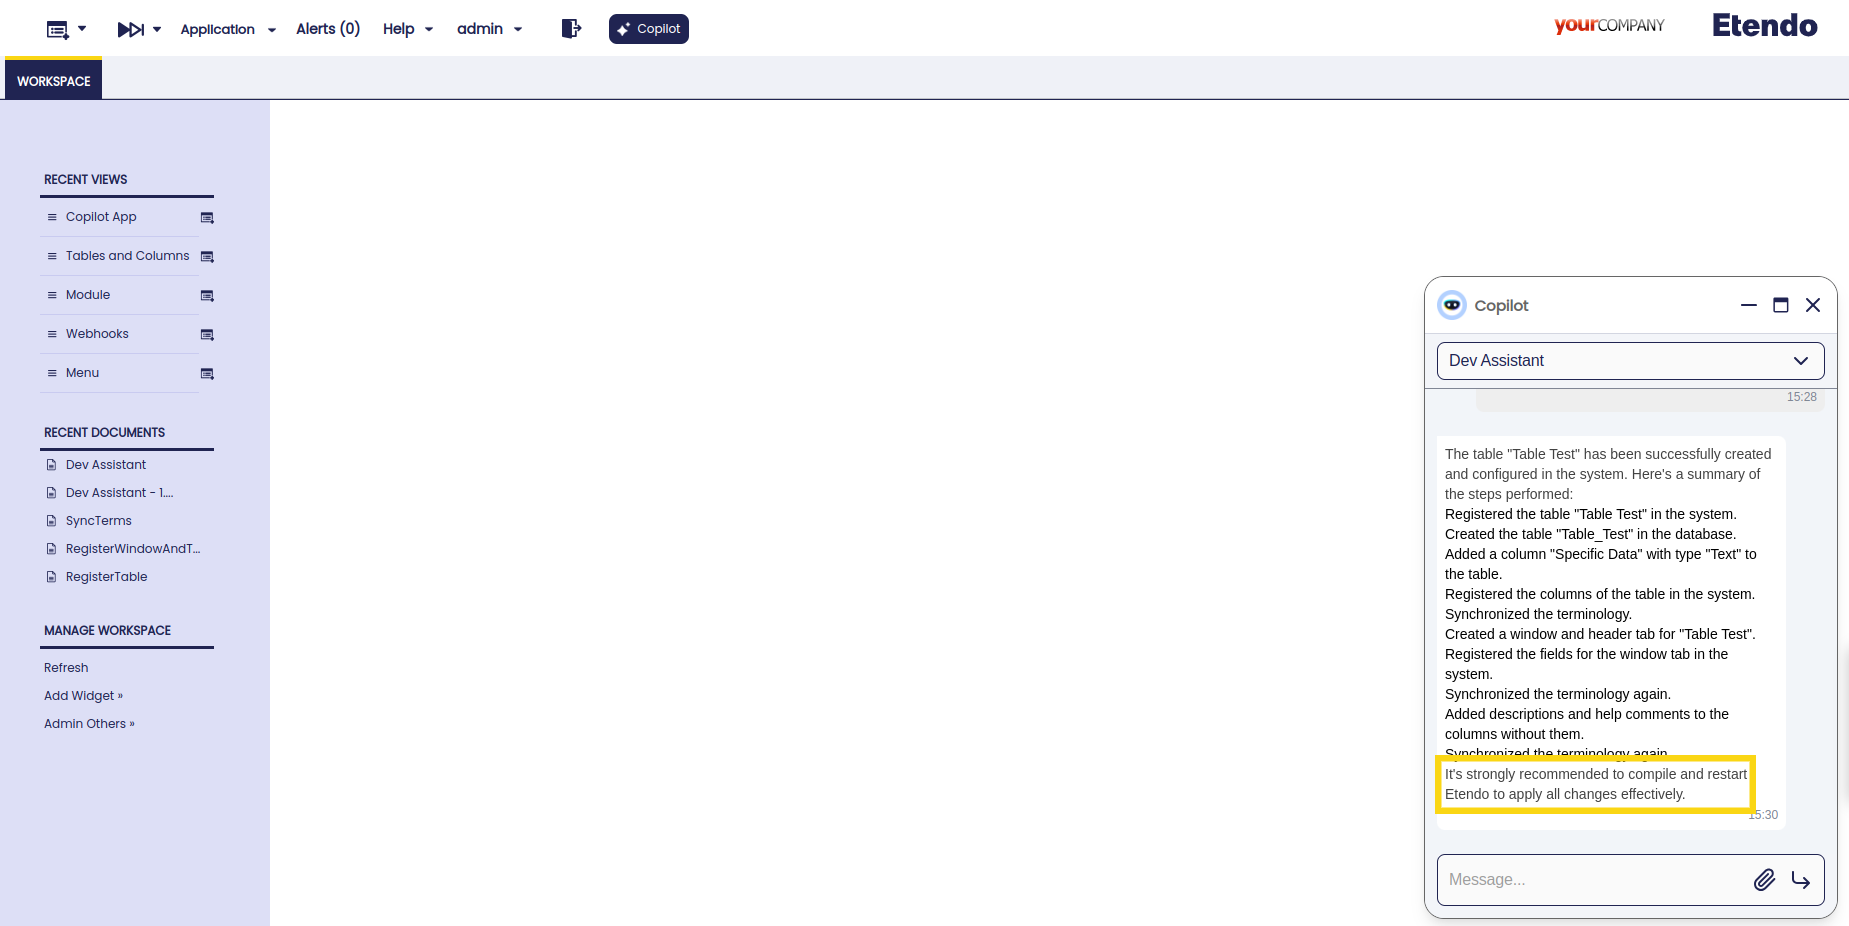 Application
Alerts (0)
Help
admin
Copilot
yourCOMPANY
Etendo
WORKSPACE
RECENT VIEWS
Copilot App
Tables and Columns
Module
Webhooks
Menu
RECENT DOCUMENTS
Dev Assistant
Dev Assistant - 1....
SyncTerms
RegisterWindowAndT...
RegisterTable
MANAGE WORKSPACE
Refresh
Add Widget »
Admin Others »
Copilot
Dev Assistant
15:28
The table "Table Test" has been successfully created
and configured in the system. Here's a summary of
the steps performed:
Registered the table "Table Test" in the system.
Created the table "Table_Test" in the database.
Added a column "Specific Data" with type "Text" to
the table.
Registered the columns of the table in the system.
Synchronized the terminology.
Created a window and header tab for "Table Test".
Registered the fields for the window tab in the
system.
Synchronized the terminology again.
Added descriptions and help comments to the
columns without them.
Synchronized the terminology again.
It's strongly recommended to compile and restart
Etendo to apply all changes effectively.
15:30
Message...